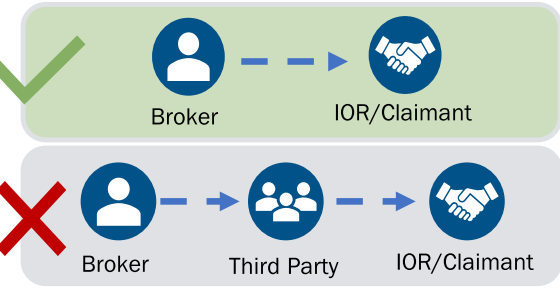 Broker
IOR/Claimant
Broker
Third Party
IOR/Claimant